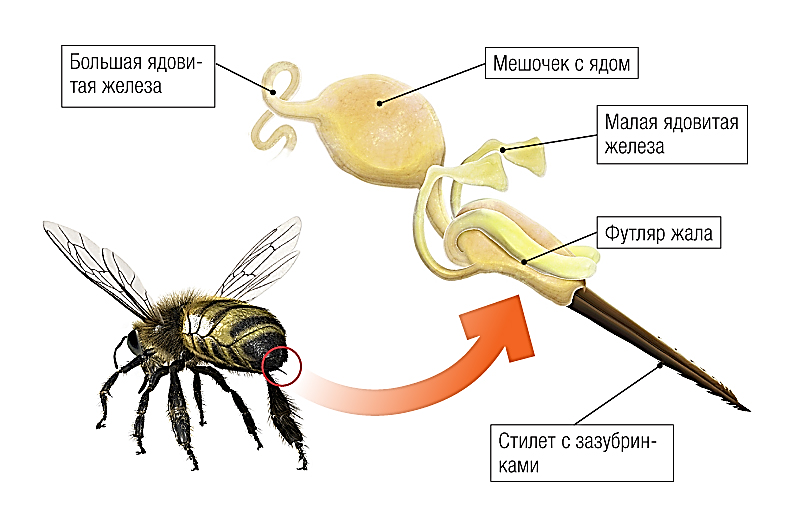 Большая ядови-
тая железа
Мешочек с ядом
Малая ядовитая
железа
Футляр жала
Стилет с зазубрин-
ками